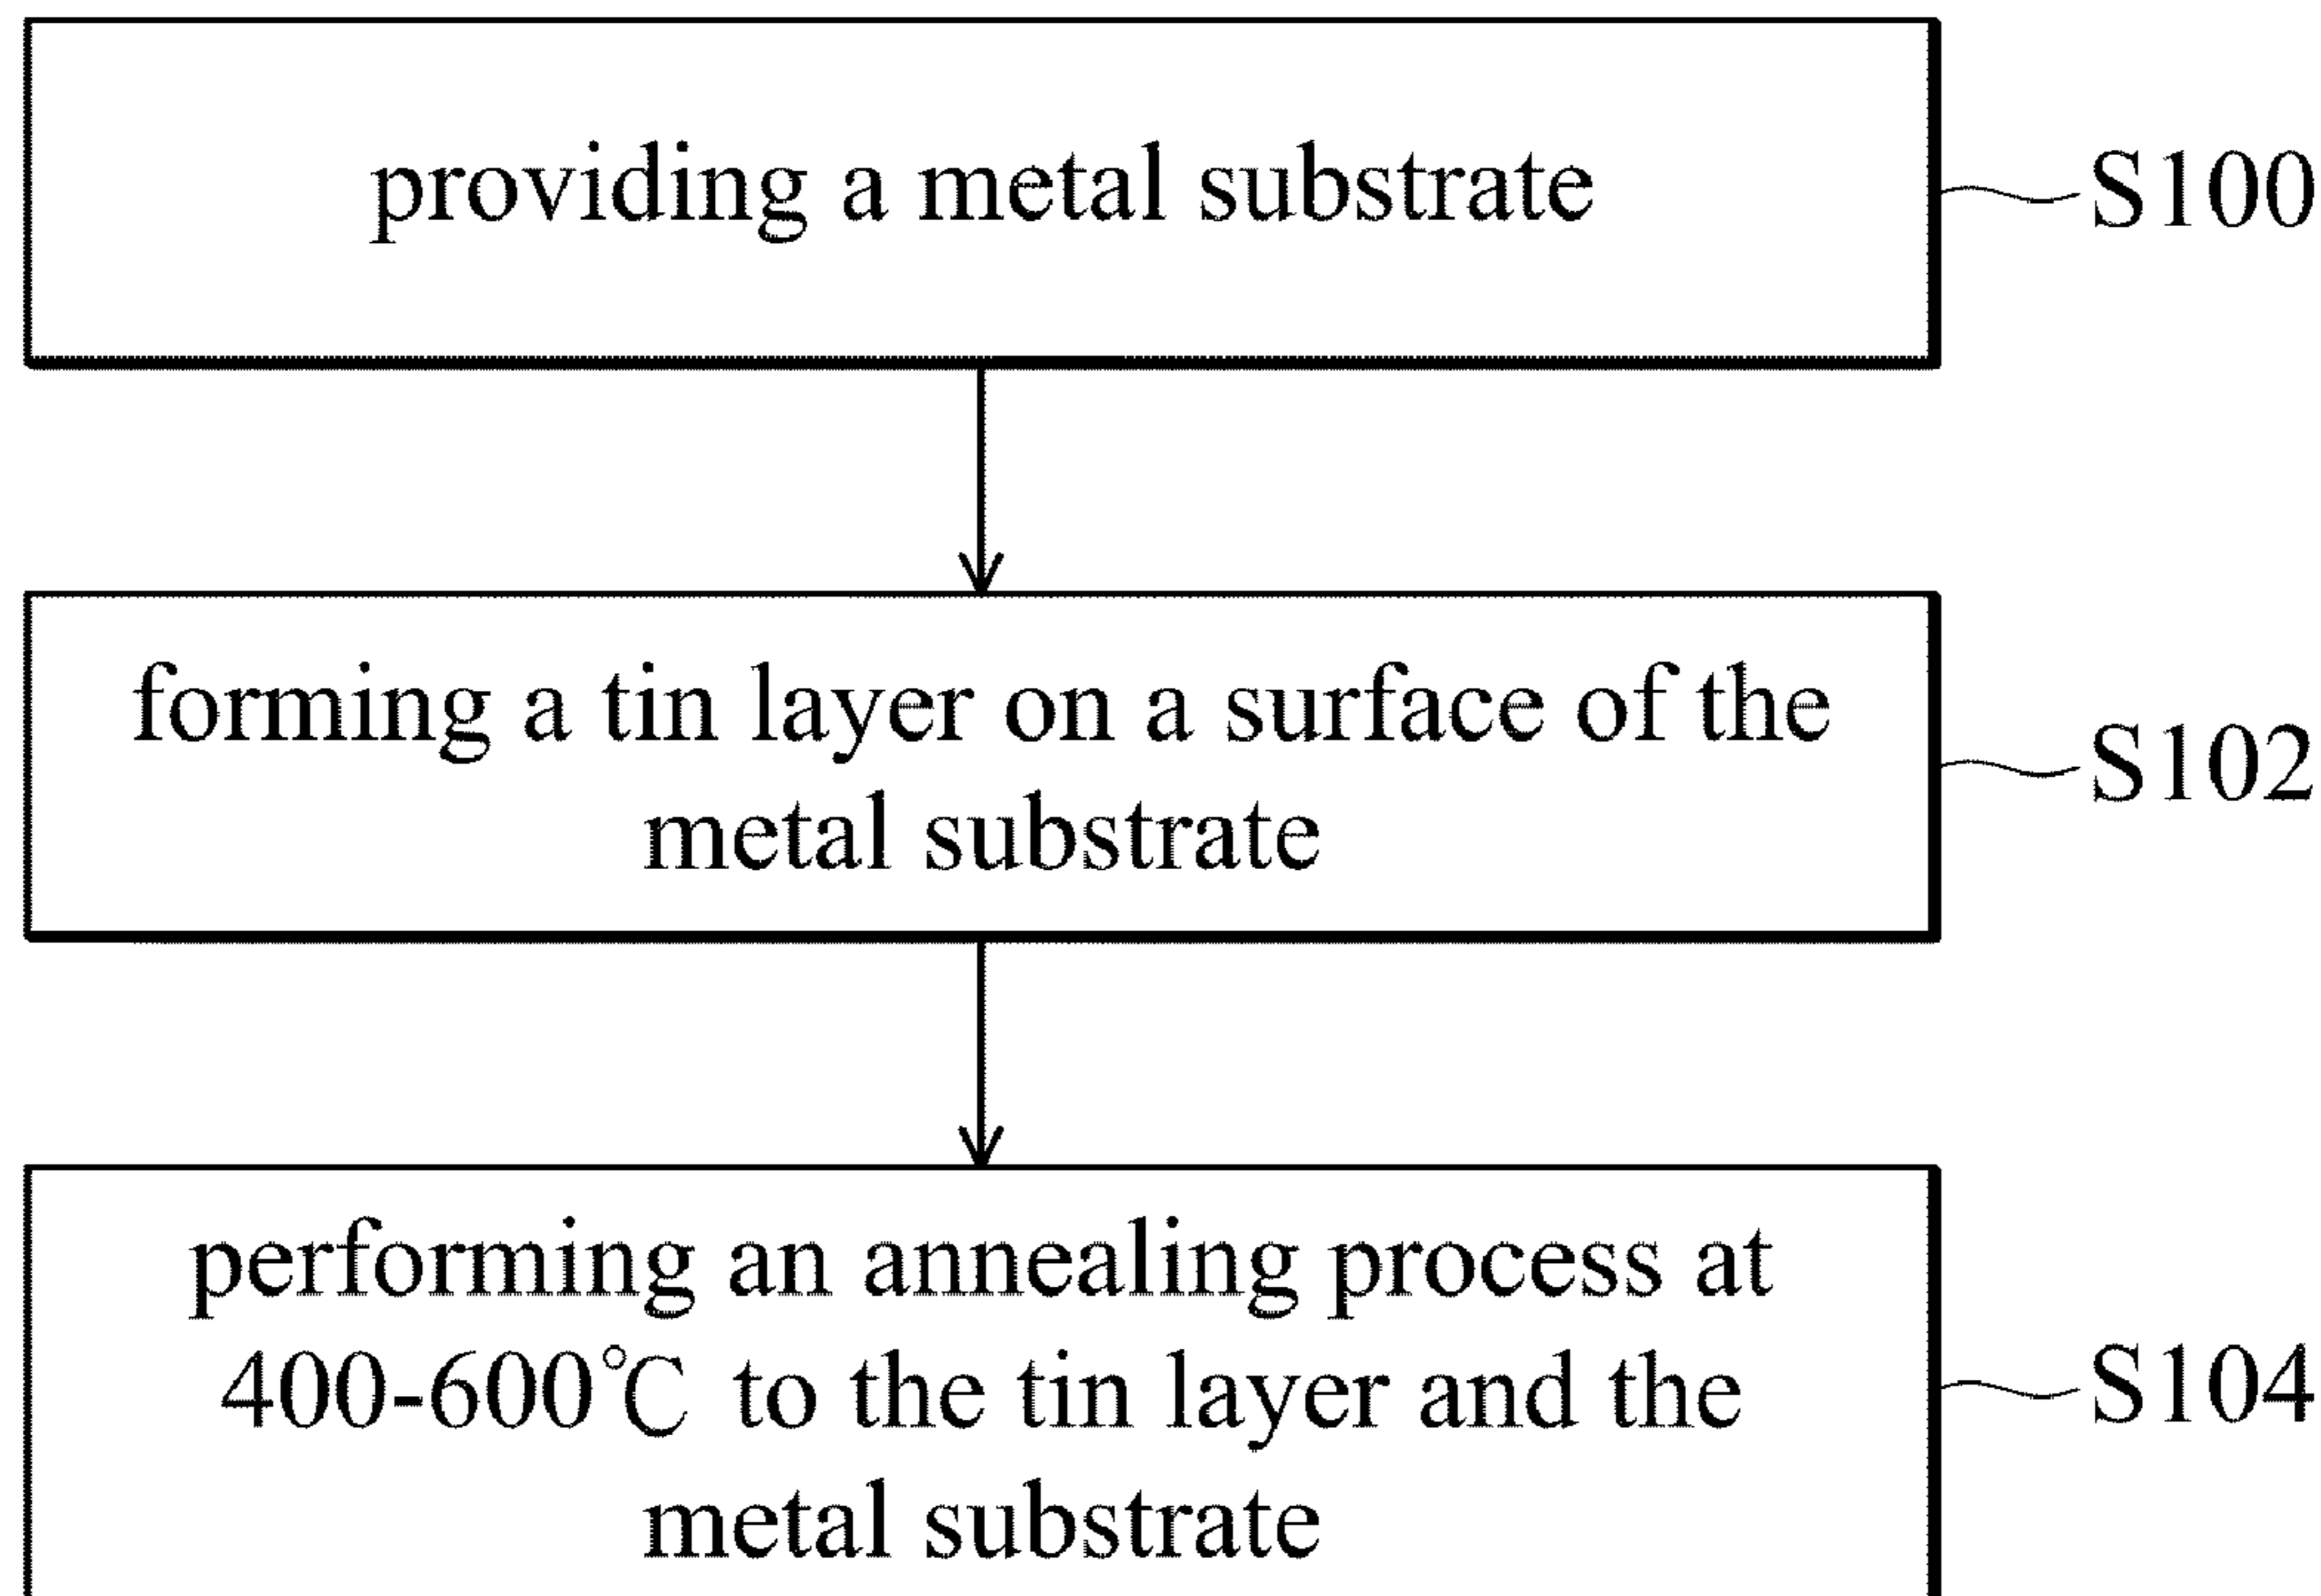 providing a metal substrate
S100
forming a tin layer on a surface of the
metal substrate
S102
performing an annealing process at
400-600℃ to the tin layer and the
metal substrate
S104